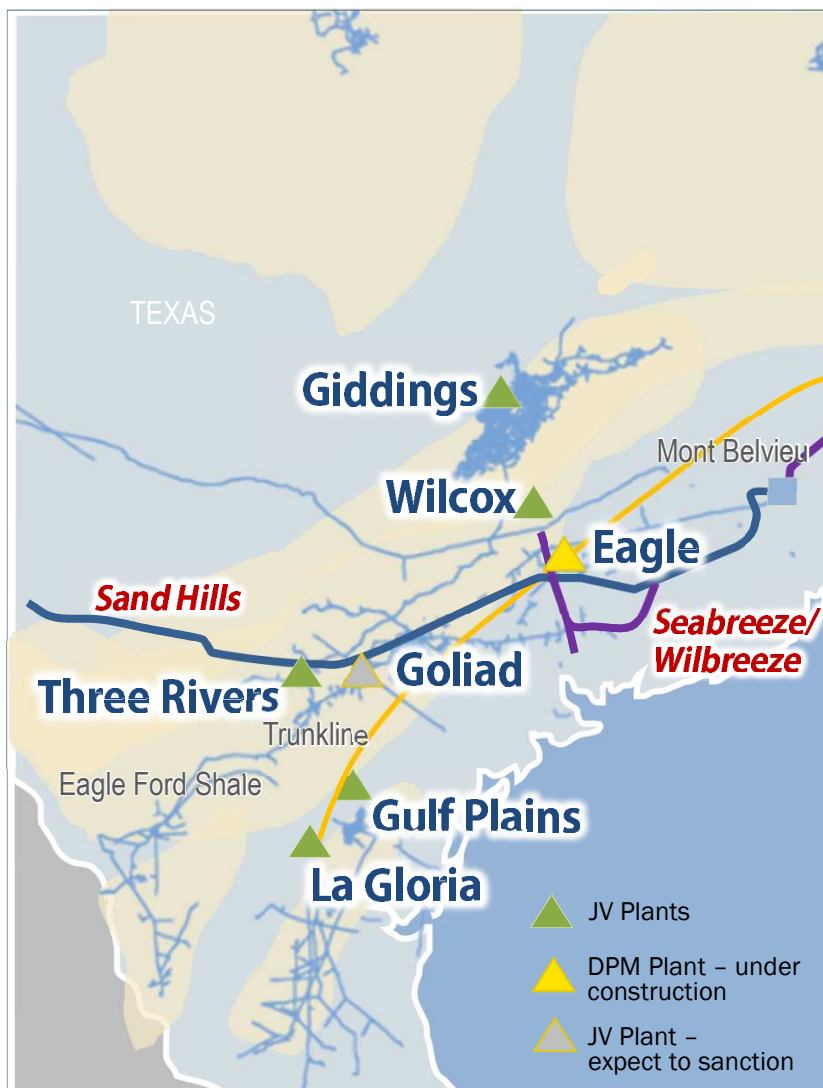 TEXAS
Giddings
Mont Belvieu
Wilcox
Eagle
Sand Hills
Seabreeze/
Wilbreeze
Goliad
Three Rivers
Trunkline
Eagle Ford Shale
Gulf Plains
La Gloria
JV Plants
DPM Plant – under
construction
JV Plant –
expect to sanction